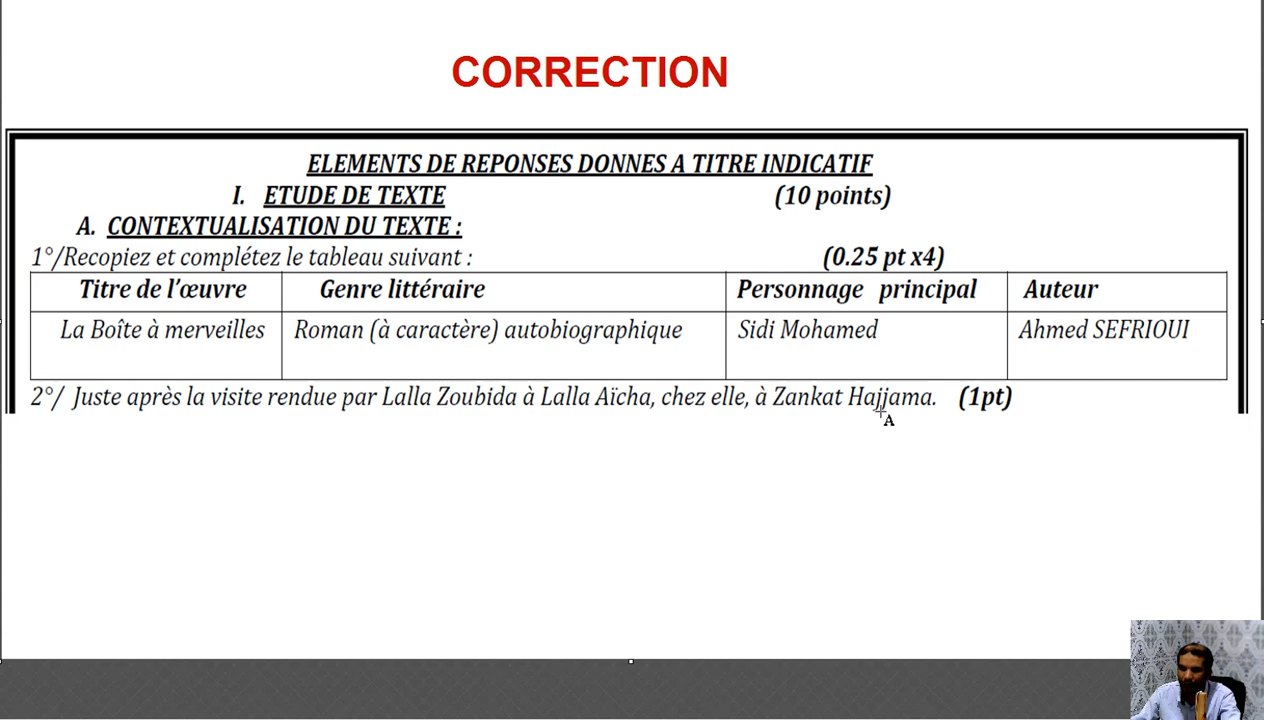 CORRECTION
ELEMENTS DE REPONSES DONNES A TITRE INDICATIF
I. ETUDE DE TEXTE (10 points)
A. CONTEXTUALISATION DU TEXTE :
1°/Recopiez et complétez le tableau suivant : (0.25 pt x4)
Titre de l'œuvre Genre littéraire Personnage principal Auteur
La Boîte à merveilles Roman (à caractère) autobiographique Sidi Mohamed Ahmed SEFRIOUI
2°/ Juste après la visite rendue par Lalla Zoubida à Lalla Aïcha, chez elle, à Zankat Hajjama. (1pt)
A